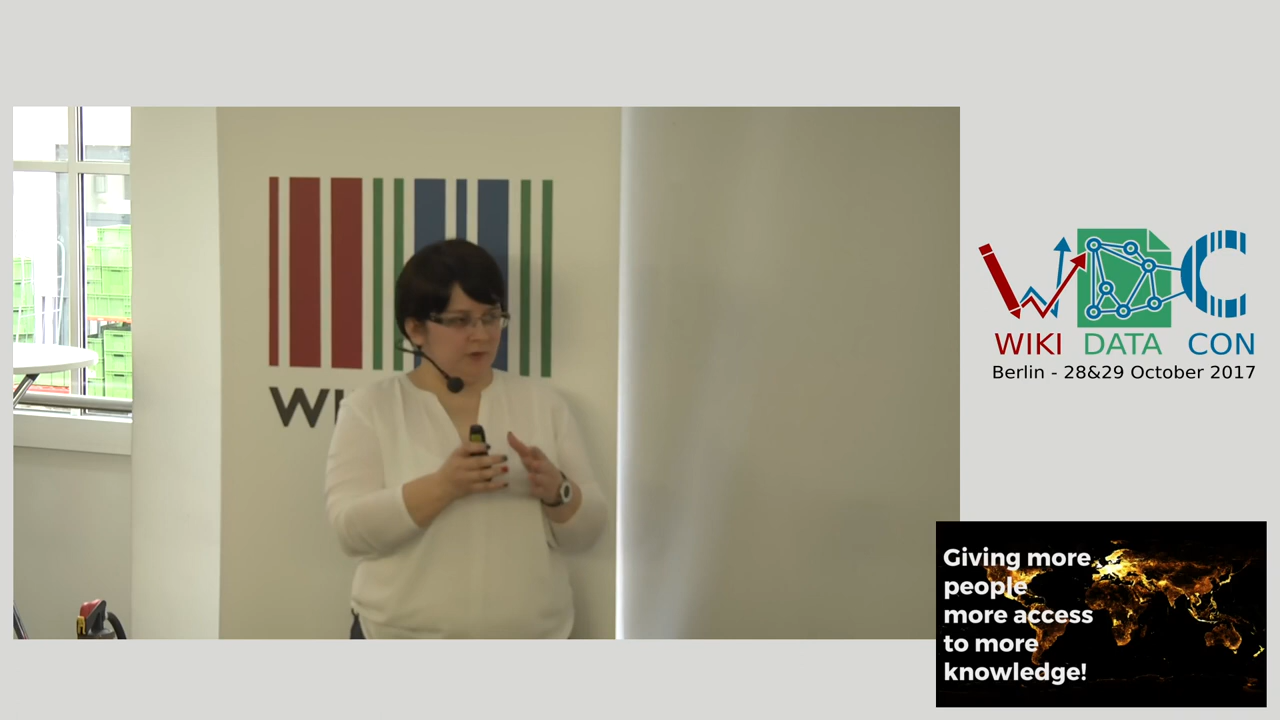 WIKI DATA CON
Berlin - 28&29 October 2017
Giving more
people
more access
to more
knowledge!